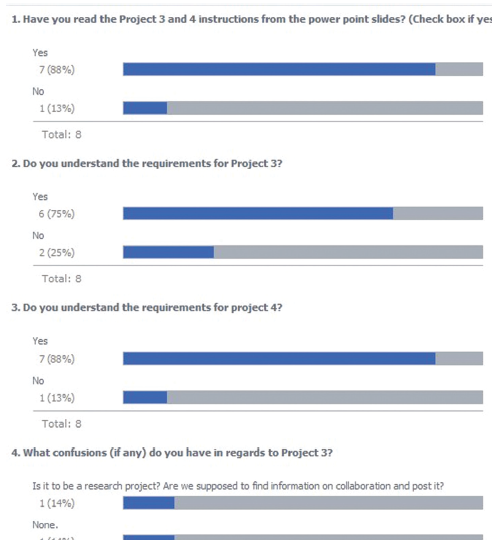 1. Have you read the Project 3 and 4 instructions from the power point slides? (Check box if yes
Yes
7 (88%)
No
1 (13%)
Total: 8
2. Do you understand the requirements for Project 3?
Yes
6 (75%)
No
2 (25%)
Total: 8
3. Do you understand the requirements for project 4?
Yes
7 (88%)
No
1 (13%)
Total: 8
4. What confusions (if any) do you have in regards to Project 3?
Is it to be a research project? Are we supposed to find information on collaboration and post it?
1 (14%)
None.